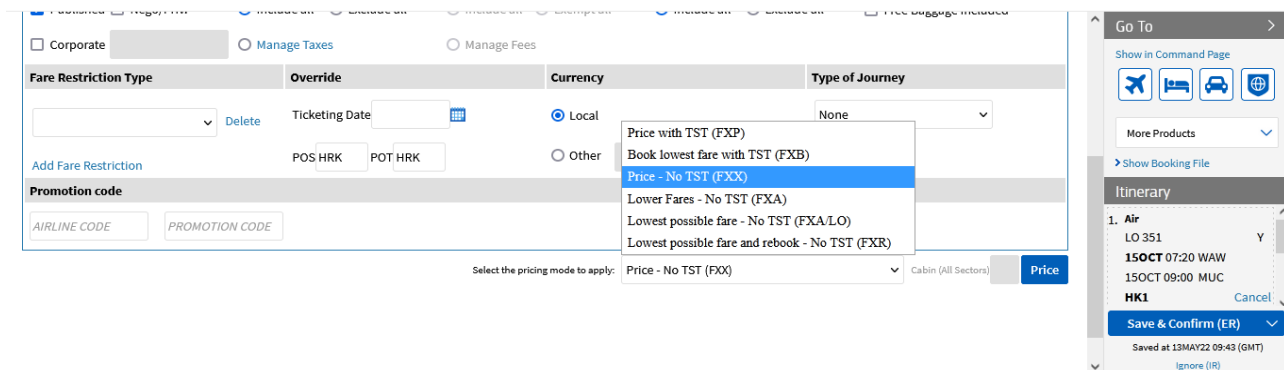 Corporate Manage Taxes Manage Fees
Fare Restriction Type Override Currency Type of Journey
Delete Ticketing Date Local None
Add Fare Restriction POS HRK POT HRK Other
Promotion code
AIRLINE CODE PROMOTION CODE
Price with TST (FXP)
Book lowest fare with TST (FXB)
Price - No TST (FXX)
Lower Fares - No TST (FXA)
Lowest possible fare - No TST (FXA/LO)
Lowest possible fare and rebook - No TST (FXR)
Select the pricing mode to apply: Price - No TST (FXX) Cabin (All Sectors) Price
Go To
Show in Command Page
More Products
Show Booking File
Itinerary
1. Air
LO 351 Y
15OCT 07:20 WAW
15OCT 09:00 MUC
HK1 Cancel
Save & Confirm (ER)
Saved at 13MAY22 09:43 (GMT)
Ignore (IR)